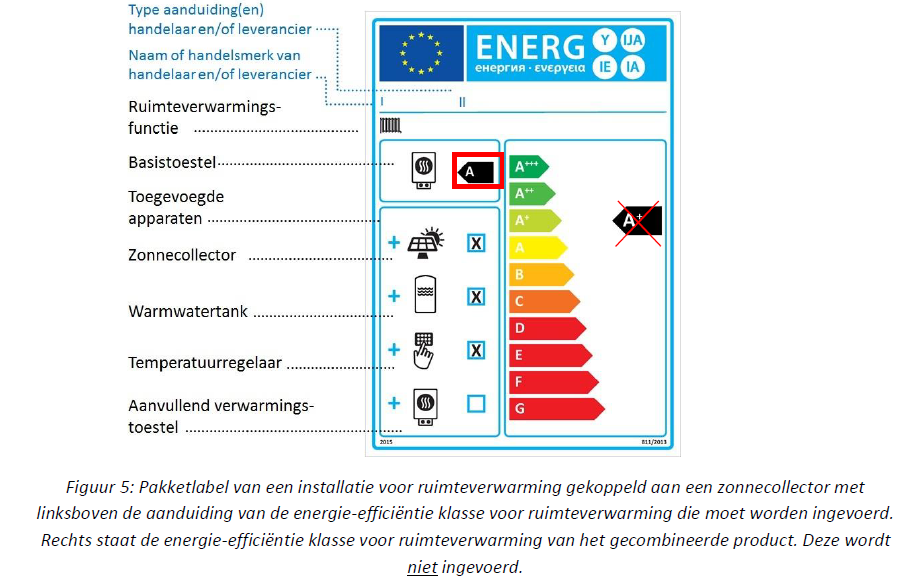 Type aanduiding(en)
handelaar en/of leverancier
Naam of handelsmerk van
handelaar en/of leverancier
Ruimteverwarmings-
functie
Basistoestel
Toegevoegde
apparaten
Zonnecollector
Warmwatertank
Temperatuurregelaar
Aanvullend verwarmings-
toestel
ENERG
енергия · ενεργεια
Y IJA
IE IA
I II
A
+ X
+ X
+ X
+
A+++
A++
A+
A
B
C
D
E
F
G
A+
2015 811/2013
Figuur 5: Pakketlabel van een installatie voor ruimteverwarming gekoppeld aan een zonnecollector met
linksboven de aanduiding van de energie-efficiëntie klasse voor ruimteverwarming die moet worden ingevoerd.
Rechts staat de energie-efficiëntie klasse voor ruimteverwarming van het gecombineerde product. Deze wordt
niet ingevoerd.